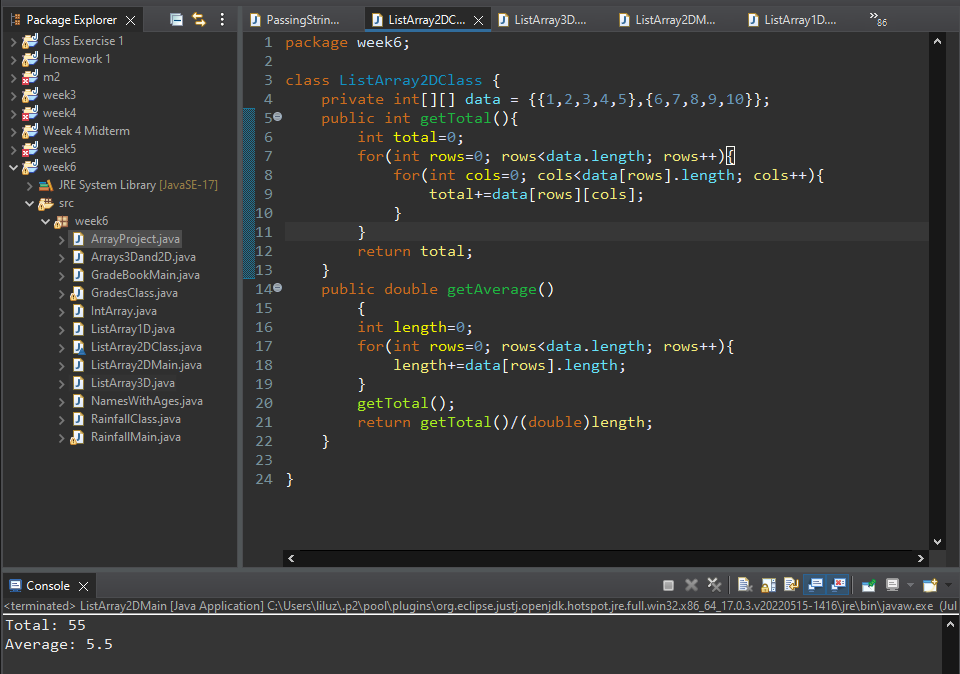 Package Explorer
Class Exercise 1
Homework 1
m2
week3
week4
Week 4 Midterm
week5
week6
JRE System Library [JavaSE-17]
src
week6
ArrayProject.java
Arrays3Dand2D.java
GradeBookMain.java
GradesClass.java
IntArray.java
ListArray1D.java
ListArray2DClass.java
ListArray2DMain.java
ListArray3D.java
NamesWithAges.java
RainfallClass.java
RainfallMain.java
PassingStrin... ListArray2DC... ListArray3D.... ListArray2DM... ListArray1D.... »86
1 package week6;
2
3 class ListArray2DClass {
4 private int[][] data = {{1,2,3,4,5},{6,7,8,9,10}};
5 public int getTotal(){
6 int total=0;
7 for(int rows=0; rows<data.length; rows++){
8 for(int cols=0; cols<data[rows].length; cols++){
9 total+=data[rows][cols];
10 }
11 }
12 return total;
13 }
14 public double getAverage()
15 {
16 int length=0;
17 for(int rows=0; rows<data.length; rows++){
18 length+=data[rows].length;
19 }
20 getTotal();
21 return getTotal()/(double)length;
22 }
23
24 }
Console
<terminated> ListArray2DMain [Java Application] C:\Users\liluz\.p2\pool\plugins\org.eclipse.justj.openjdk.hotspot.jre.full.win32.x86_64_17.0.3.v20220515-1416\jre\bin\javaw.exe (Jul
Total: 55
Average: 5.5